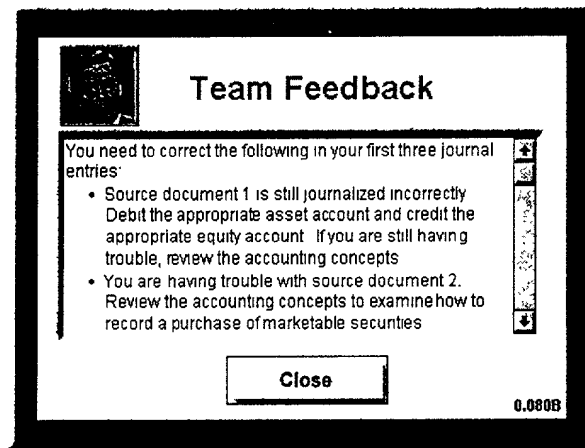 Team Feedback
You need to correct the following in your first three journal
entries:
• Source document 1 is still journalized incorrectly
Debit the appropriate asset account and credit the
appropriate equity account If you are still having
trouble, review the accounting concepts
• You are having trouble with source document 2.
Review the accounting concepts to examine how to
record a purchase of marketable securities
Close
0.080B